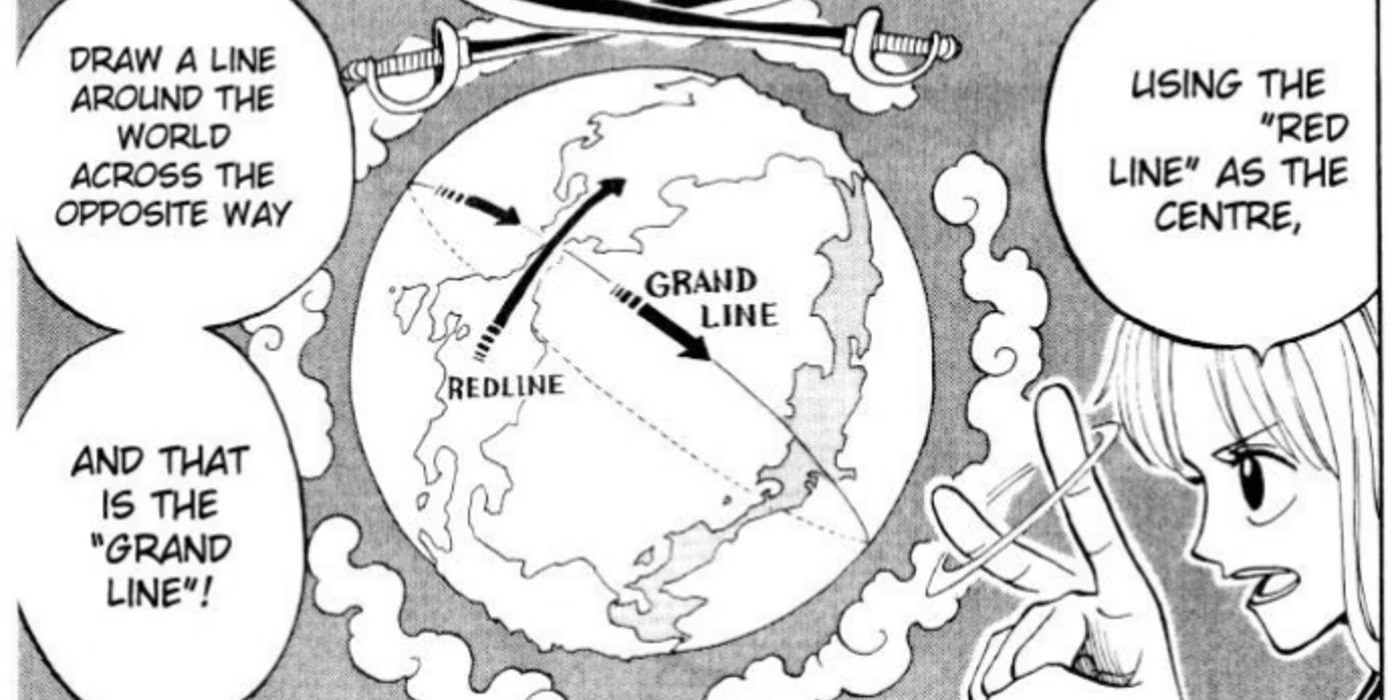 USING THE
"RED
LINE" AS THE
CENTRE,
DRAW A LINE
AROUND THE
WORLD
ACROSS THE
OPPOSITE WAY
GRAND
LINE
REDLINE
AND THAT
IS THE
"GRAND
LINE"!